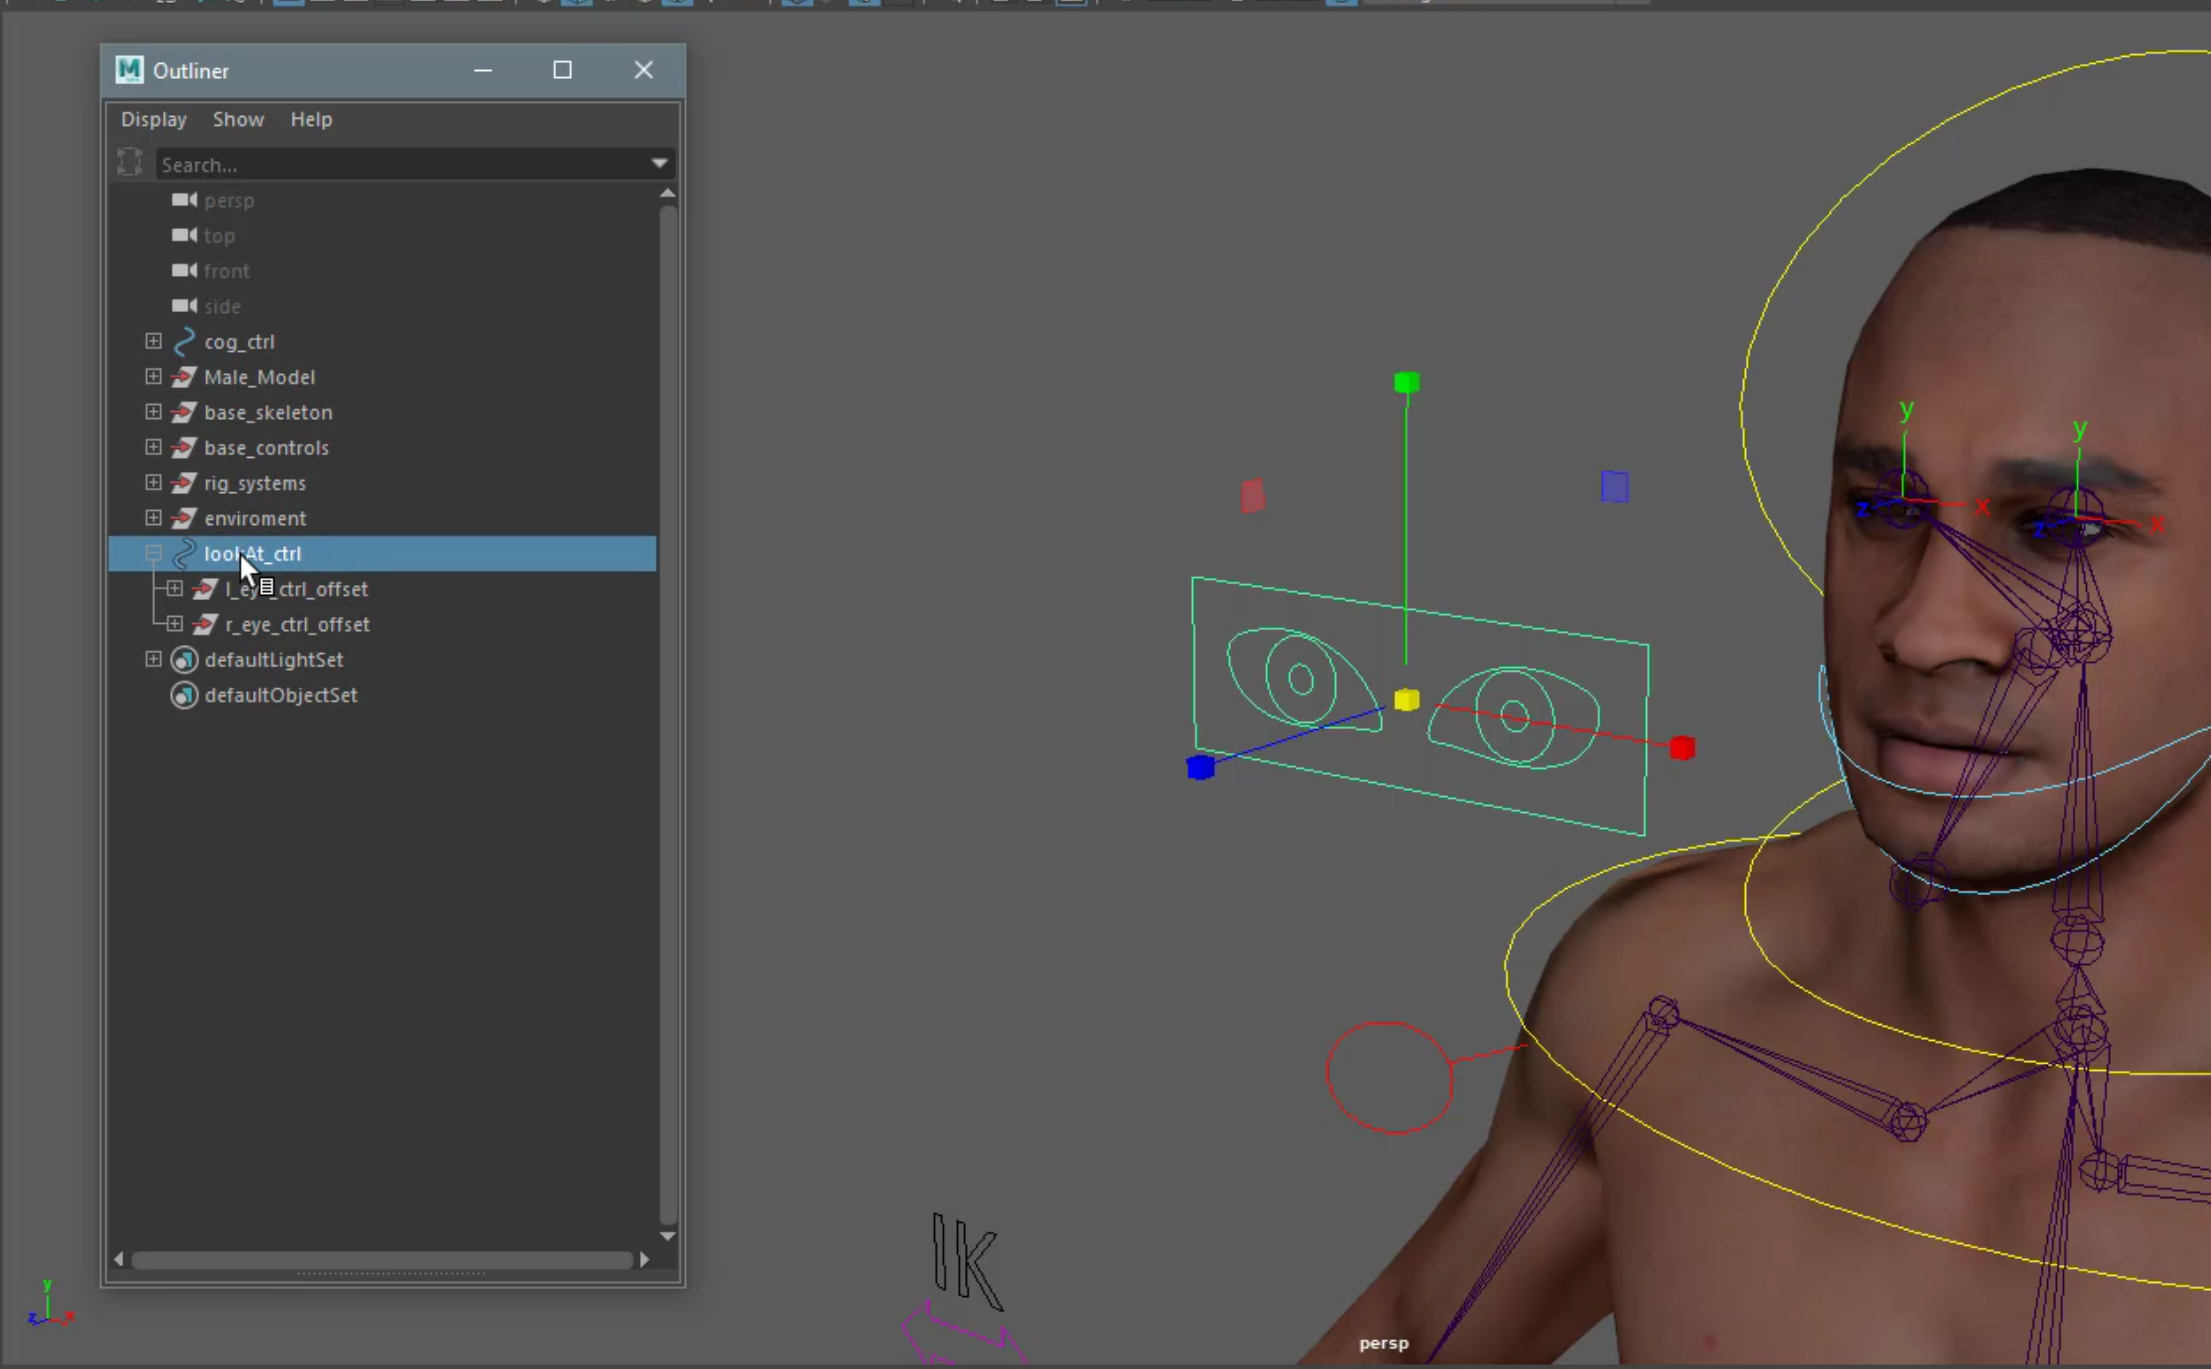 Outliner
Display Show Help
Search...
persp
top
front
side
cog_ctrl
Male_Model
base_skeleton
base_controls
rig_systems
enviroment
lookAt_ctrl
l_eye_ctrl_offset
r_eye_ctrl_offset
defaultLightSet
defaultObjectSet
y
y
x
z
x
z
IK
y
z
x
persp